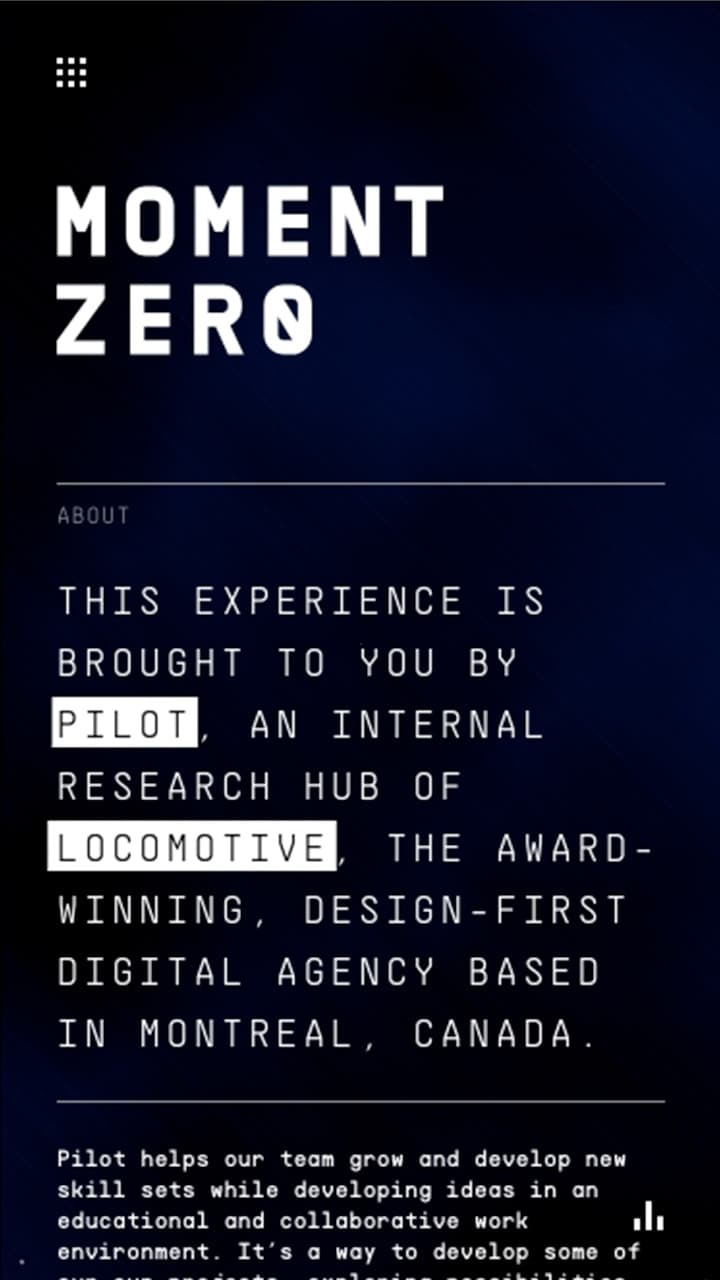 MOMENT
ZERO
ABOUT
THIS EXPERIENCE IS
BROUGHT TO YOU BY
PILOT, AN INTERNAL
RESEARCH HUB OF
LOCOMOTIVE, THE AWARD-
WINNING, DESIGN-FIRST
DIGITAL AGENCY BASED
IN MONTREAL, CANADA.
Pilot helps our team grow and develop new
skill sets while developing ideas in an
educational and collaborative work
environment. It's a way to develop some of